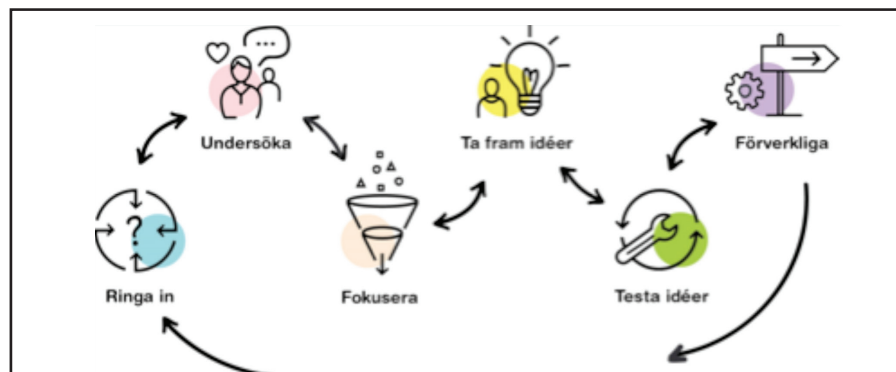 Undersöka
Ta fram idéer
Förverkliga
?
Ringa in
Fokusera
Testa idéer